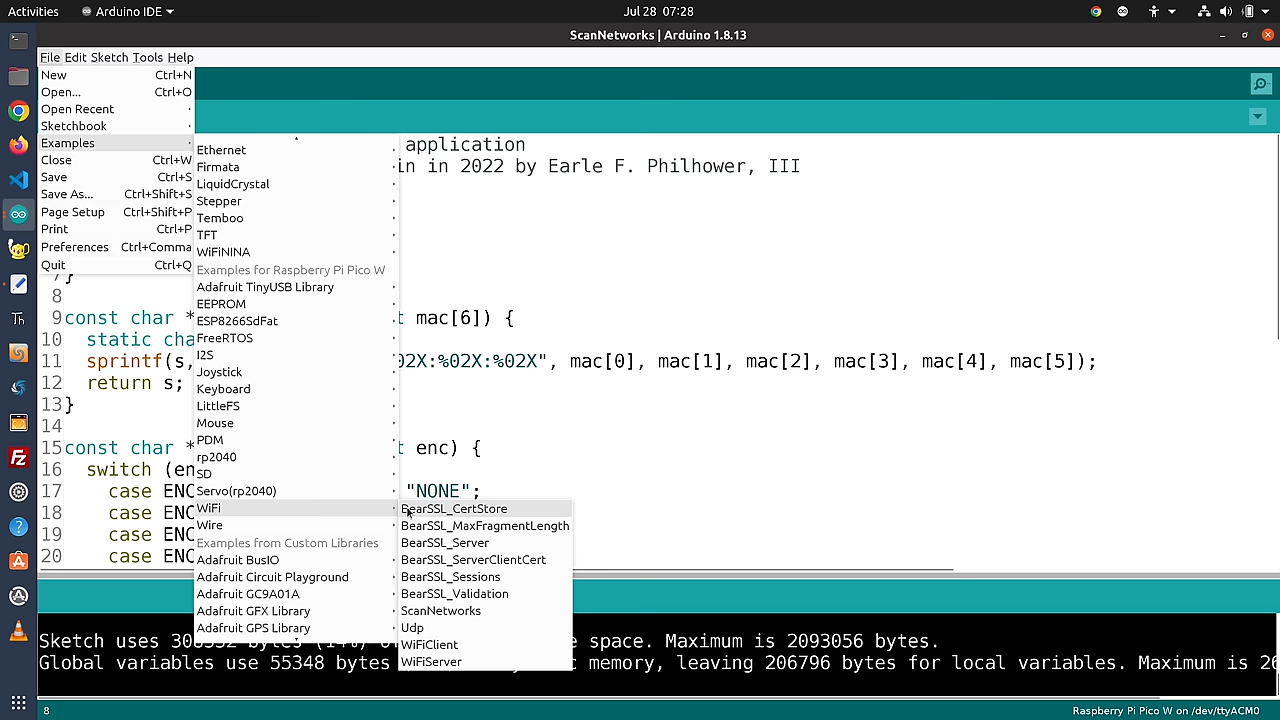 Activities Arduino IDE Jul 28 07:28
ScanNetworks | Arduino 1.8.13
File Edit Sketch Tools Help
New Ctrl+N
Open... Ctrl+O
Open Recent
Sketchbook
Examples
Close Ctrl+W
Save Ctrl+S
Save As... Ctrl+Shift+S
Page Setup Ctrl+Shift+P
Print Ctrl+P
Preferences Ctrl+Comma
Quit Ctrl+Q
Ethernet
Firmata
LiquidCrystal
Stepper
Temboo
TFT
WiFiNINA
Examples for Raspberry Pi Pico W
Adafruit TinyUSB Library
EEPROM
ESP8266SdFat
FreeRTOS
I2S
Joystick
Keyboard
LittleFS
Mouse
PDM
rp2040
SD
Servo(rp2040)
WiFi
Wire
Examples from Custom Libraries
Adafruit BusIO
Adafruit Circuit Playground
Adafruit GC9A01A
Adafruit GFX Library
Adafruit GPS Library
BearSSL_CertStore
BearSSL_MaxFragmentLength
BearSSL_Server
BearSSL_ServerClientCert
BearSSL_Sessions
BearSSL_Validation
ScanNetworks
Udp
WiFiClient
WiFiServer
application
in in 2022 by Earle F. Philhower, III
7 }
8
9 const char * t mac[6]) {
10 static cha
11 sprintf(s, 02X:%02X:%02X", mac[0], mac[1], mac[2], mac[3], mac[4], mac[5]);
12 return s;
13 }
14
15 const char * t enc) {
16 switch (en
17 case ENC "NONE";
18 case ENC
19 case ENC
20 case ENC
Sketch uses bytes (14%) o e space. Maximum is 2093056 bytes.
Global variables use 55348 bytes c memory, leaving 206796 bytes for local variables. Maximum is 26
8 Raspberry Pi Pico W on /dev/ttyACM0